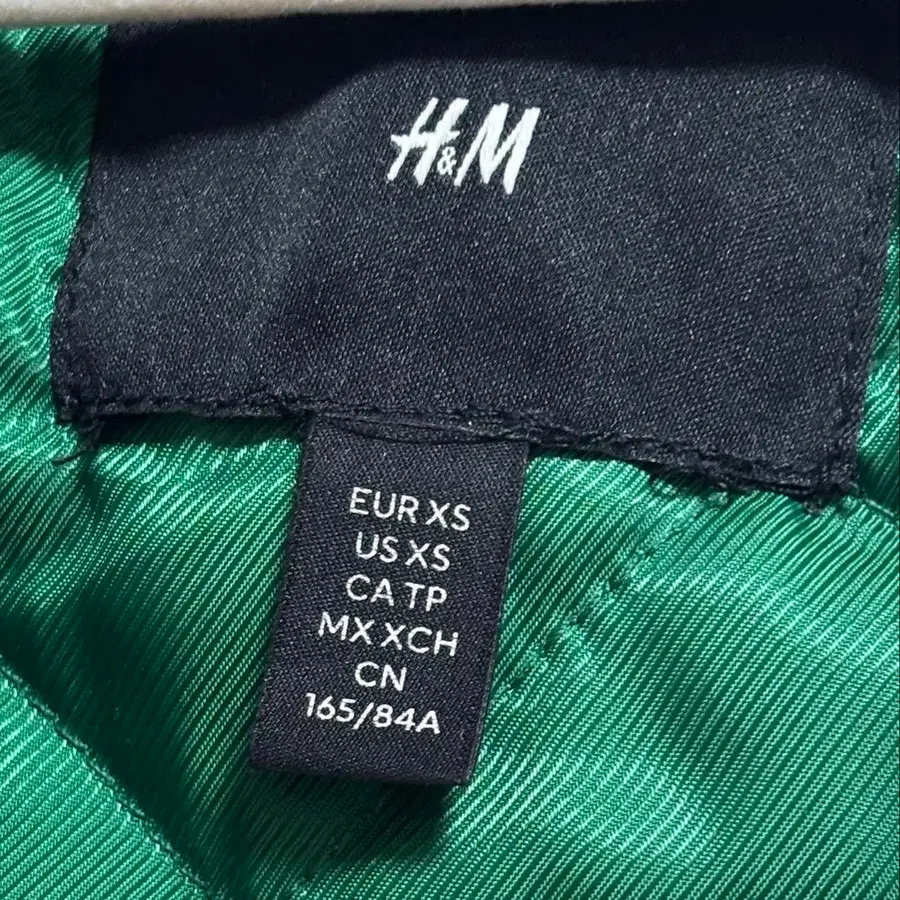 H&M
EUR XS
US XS
CA TP
MX XCH
CN
165/84A